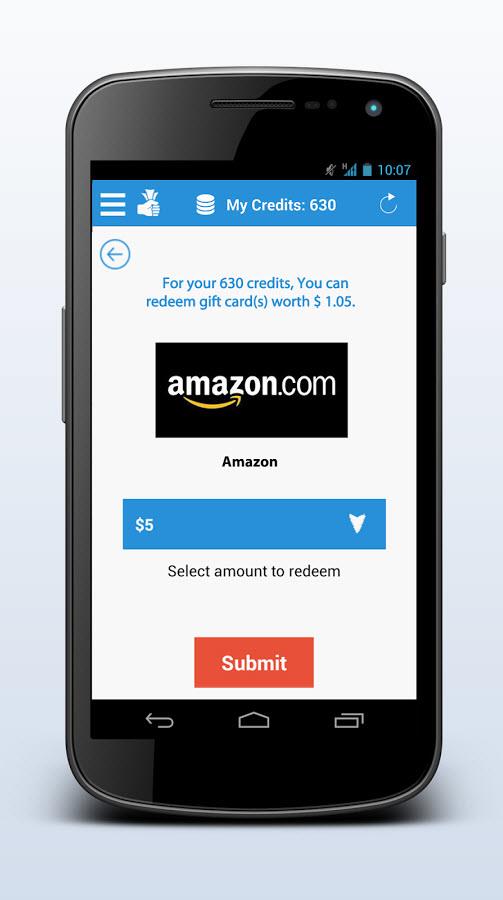 H
10:07
My Credits: 630
For your 630 credits, You can
redeem gift card(s) worth $ 1.05.
amazon.com
Amazon
$5
Select amount to redeem
Submit